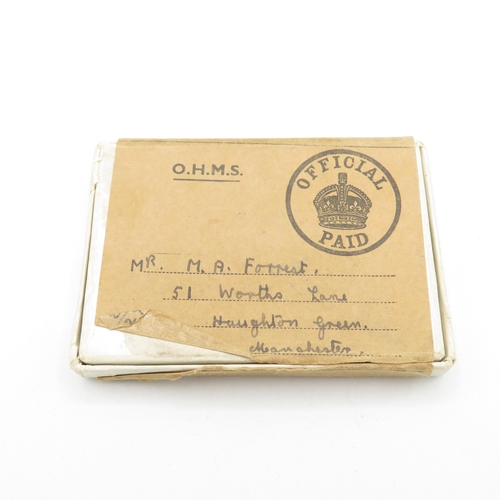 O.H.M.S.
OFFICIAL
PAID
MR. M. A. Forrest,
51 Worths Lane
Haughton Green.
Manchester.